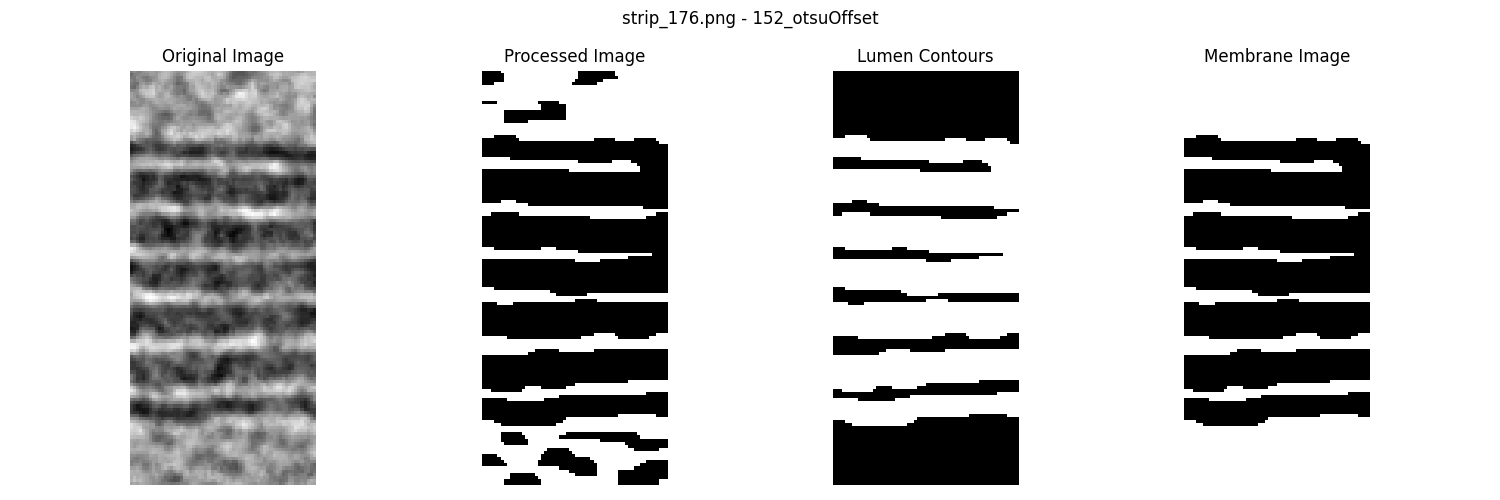 strip_176.png - 152_otsuOffset
Original Image
Processed Image
Lumen Contours
Membrane Image